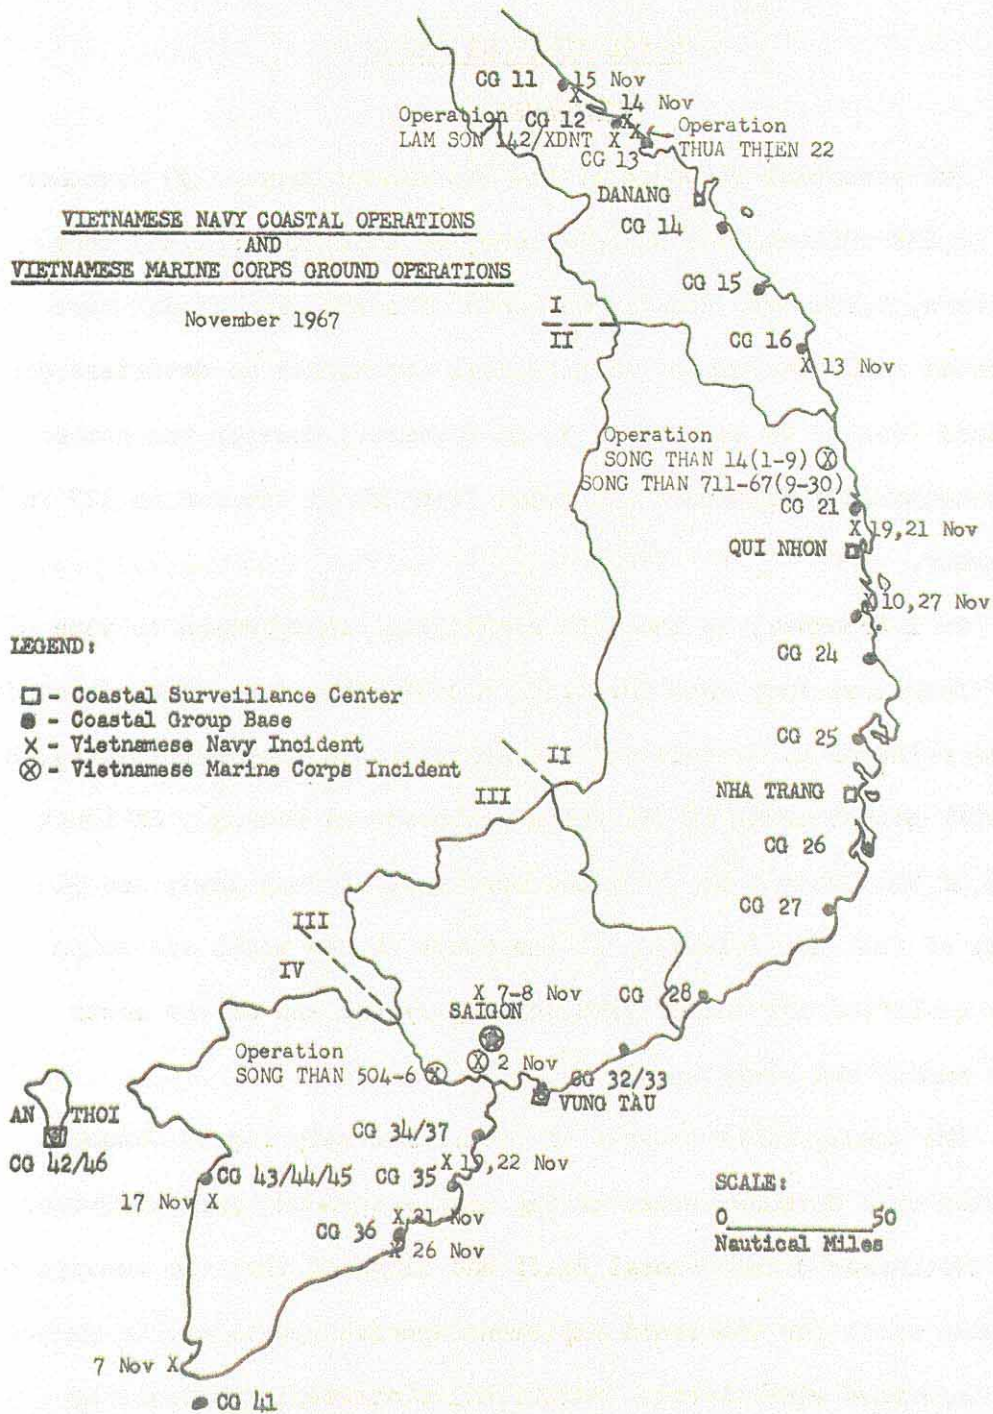 CG 11 15 Nov
14 Nov
Operation CG 12 Operation
LAM SON 142/XDNT X THUA THIEN 22
CG 13
DANANG
CG 14
VIETNAMESE NAVY COASTAL OPERATIONS
AND
VIETNAMESE MARINE CORPS GROUND OPERATIONS
November 1967
CG 15
I
II
CG 16
X 13 Nov
Operation
SONG THAN 14(1-9) ⓧ
SONG THAN 711-67(9-30)
CG 21
X 19,21 Nov
QUI NHON
X 10,27 Nov
CG 24
LEGEND:
□ - Coastal Surveillance Center
● - Coastal Group Base
X - Vietnamese Navy Incident
ⓧ - Vietnamese Marine Corps Incident
CG 25
II
III
NHA TRANG
CG 26
CG 27
III
IV
X 7-8 Nov
CG 28
SAIGON
Operation
SONG THAN 504-6 ⓧ
ⓧ 2 Nov
CG 32/33
VUNG TAU
AN THOI
CG 42/46
CG 34/37
CG 43/44/45
CG 35
X 19,22 Nov
17 Nov X
X 21 Nov
CG 36
X 26 Nov
SCALE:
0 50
Nautical Miles
7 Nov X
CG 41